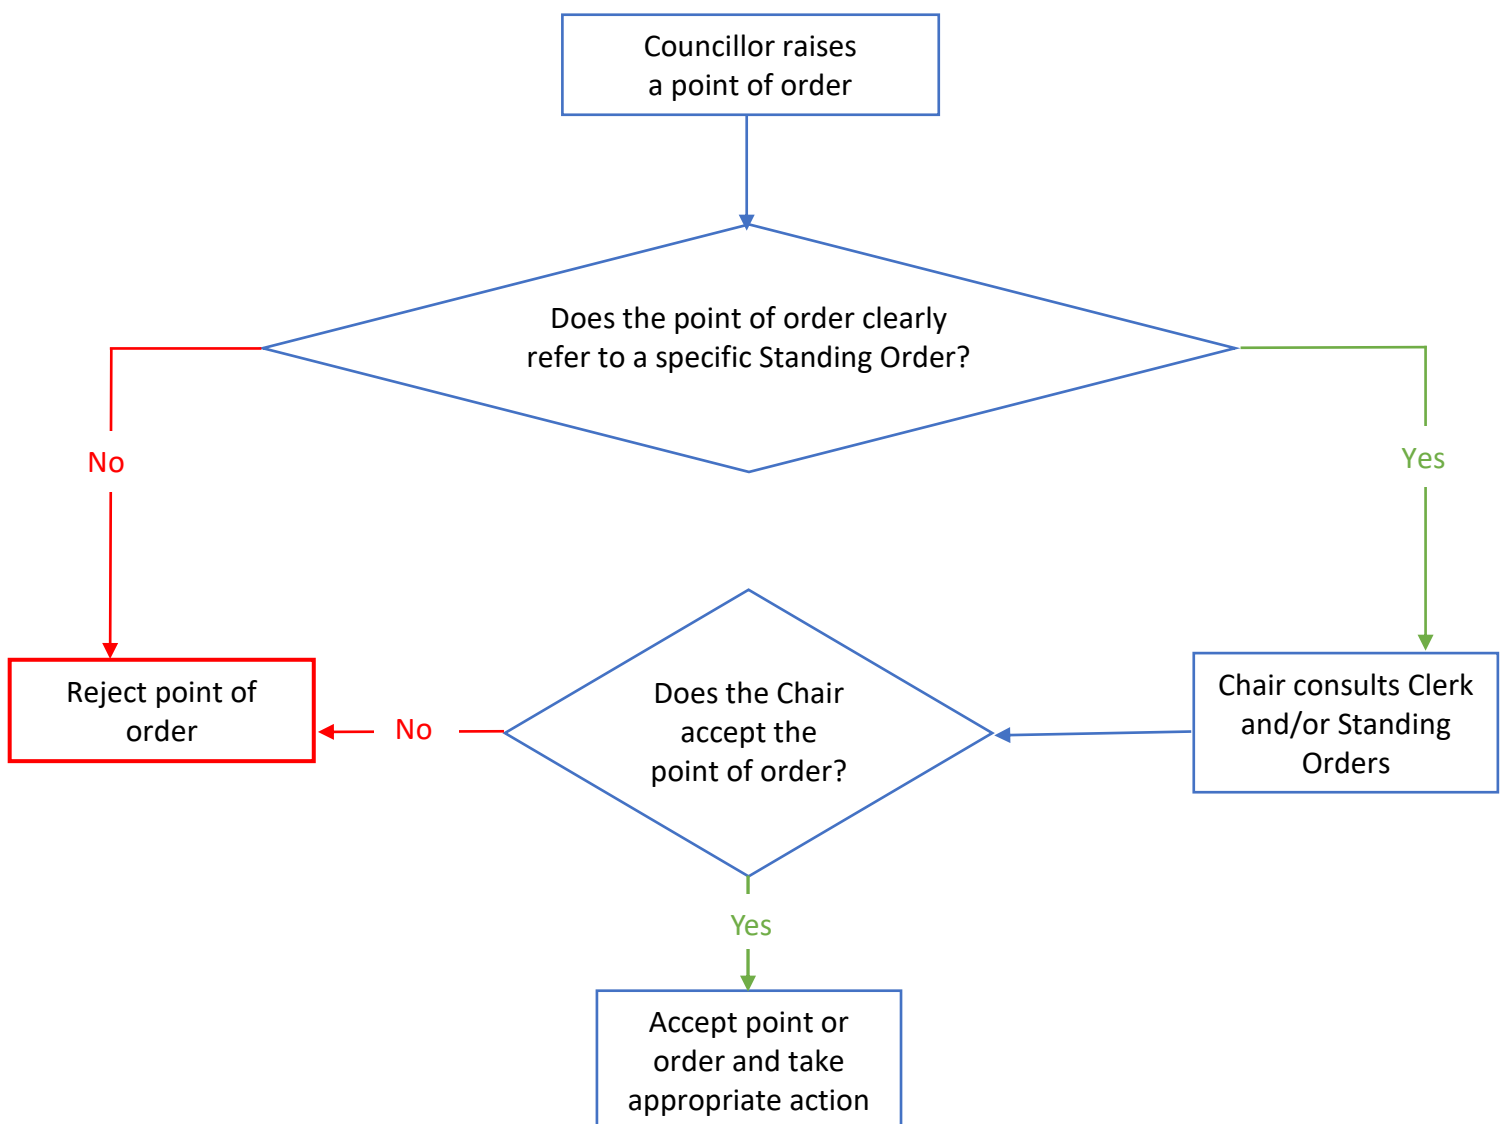 Councillor raises
a point of order
Does the point of order clearly
refer to a specific Standing Order?
No
Yes
Reject point of
order
No
Does the Chair
accept the
point of order?
Chair consults Clerk
and/or Standing
Orders
Yes
Accept point or
order and take
appropriate action